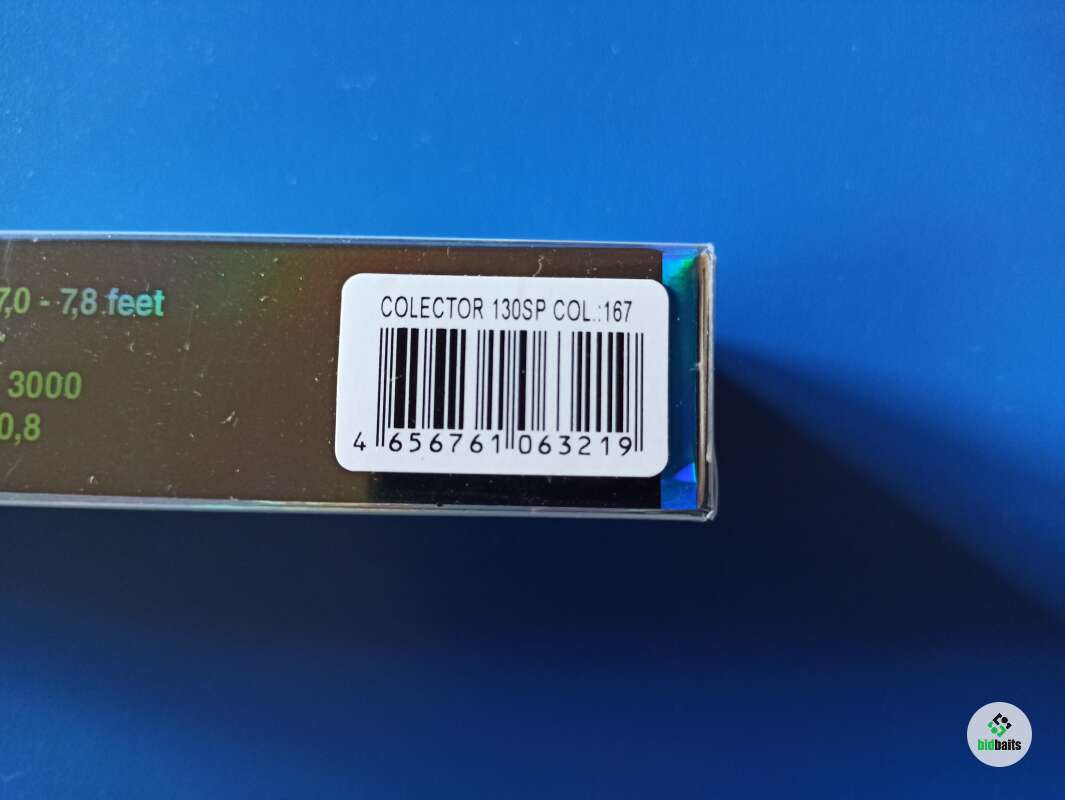 7,0 - 7,8 feet
3000
0,8
COLECTOR 130SP COL.:167
4 656761 063219
bidbaits